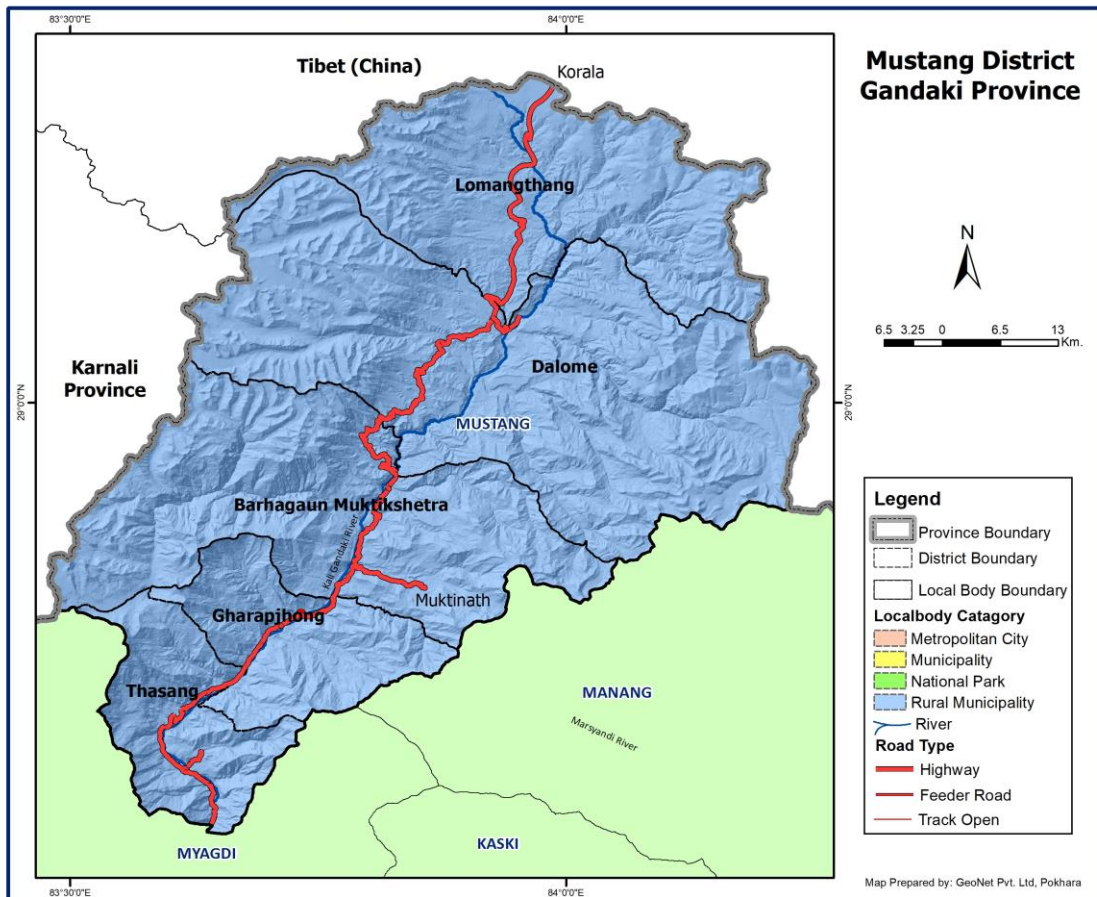 83°30'0"E
84°0'0"E
Mustang District
Gandaki Province
Tibet (China)
Korala
Lomangthang
N
6.5 3.25 0 6.5 13
Km.
Karnali
Province
Dalome
29°0'0"N
29°0'0"N
MUSTANG
Barhagaun Muktikshetra
Kali Gandaki River
Muktinath
Gharapjhong
Thasang
MANANG
Marsyandi River
MYAGDI
KASKI
Legend
Province Boundary
District Boundary
Local Body Boundary
Localbody Catagory
Metropolitan City
Municipality
National Park
Rural Municipality
River
Road Type
Highway
Feeder Road
Track Open
83°30'0"E
84°0'0"E
Map Prepared by: GeoNet Pvt. Ltd, Pokhara